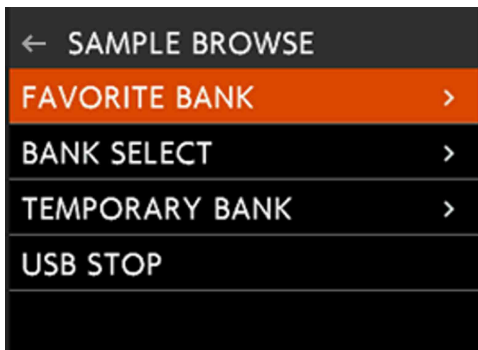 ← SAMPLE BROWSE
FAVORITE BANK >
BANK SELECT >
TEMPORARY BANK >
USB STOP